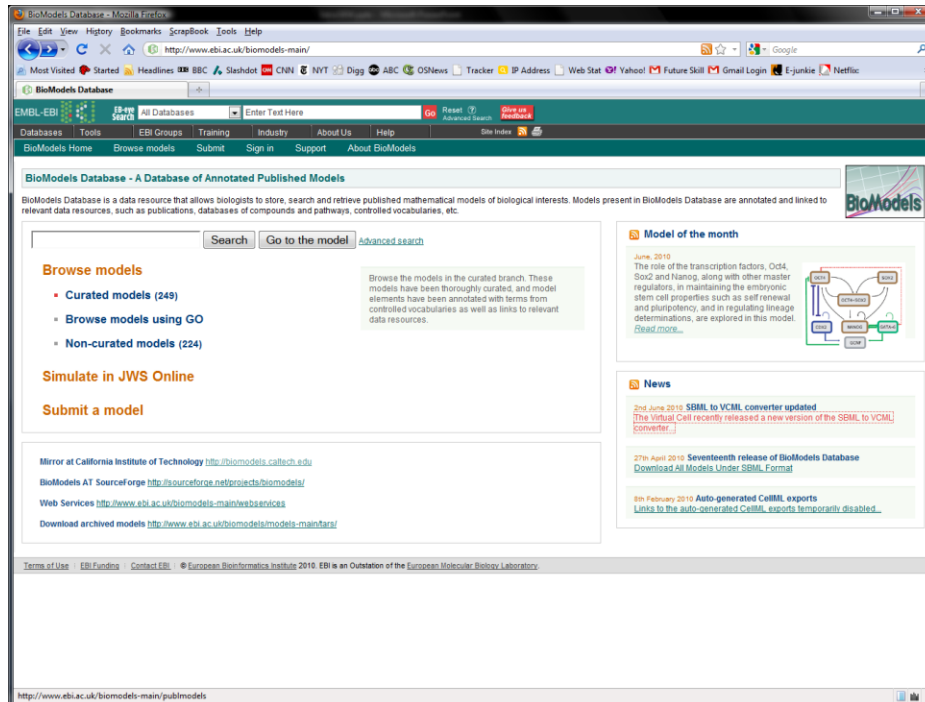 BioModels Database - Mozilla Firefox
File Edit View History Bookmarks ScrapBook Tools Help
http://www.ebi.ac.uk/biomodels-main/
Google
Most Visited Started Headlines BBC Slashdot CNN NYT Digg ABC OSNews Tracker IP Address Web Stat Yahoo! Future Skill Gmail Login E-junkie Netflix
BioModels Database
EMBL-EBI EB-eye Search All Databases Enter Text Here Go Reset Advanced Search Give us feedback
Databases Tools EBI Groups Training Industry About Us Help Site Index
BioModels Home Browse models Submit Sign in Support About BioModels
BioModels Database - A Database of Annotated Published Models
BioModels Database is a data resource that allows biologists to store, search and retrieve published mathematical models of biological interests. Models present in BioModels Database are annotated and linked to
relevant data resources, such as publications, databases of compounds and pathways, controlled vocabularies, etc.
BioModels
Search Go to the model Advanced search
Browse models
Curated models (249)
Browse models using GO
Non-curated models (224)
Simulate in JWS Online
Submit a model
Browse the models in the curated branch. These
models have been thoroughly curated, and model
elements have been annotated with terms from
controlled vocabularies as well as links to relevant
data resources.
Mirror at California Institute of Technology http://biomodels.caltech.edu
BioModels AT SourceForge http://sourceforge.net/projects/biomodels/
Web Services http://www.ebi.ac.uk/biomodels-main/webservices
Download archived models http://www.ebi.ac.uk/biomodels/models-main/tars/
Model of the month
June, 2010
The role of the transcription factors, Oct4,
Sox2 and Nanog, along with other master
regulators, in maintaining the embryonic
stem cell properties such as self renewal
and pluripotency, and in regulating lineage
determinations, are explored in this model.
Read more...
OCT4 SOX2
OCT4-SOX2
CDX2 NANOG GATA-6
GCNF
News
2nd June 2010 SBML to VCML converter updated
The Virtual Cell recently released a new version of the SBML to VCML
converter...
27th April 2010 Seventeenth release of BioModels Database
Download All Models Under SBML Format
8th February 2010 Auto-generated CellML exports
Links to the auto-generated CellML exports temporarily disabled...
Terms of Use EBI Funding Contact EBI © European Bioinformatics Institute 2010. EBI is an Outstation of the European Molecular Biology Laboratory.
http://www.ebi.ac.uk/biomodels-main/publmodels